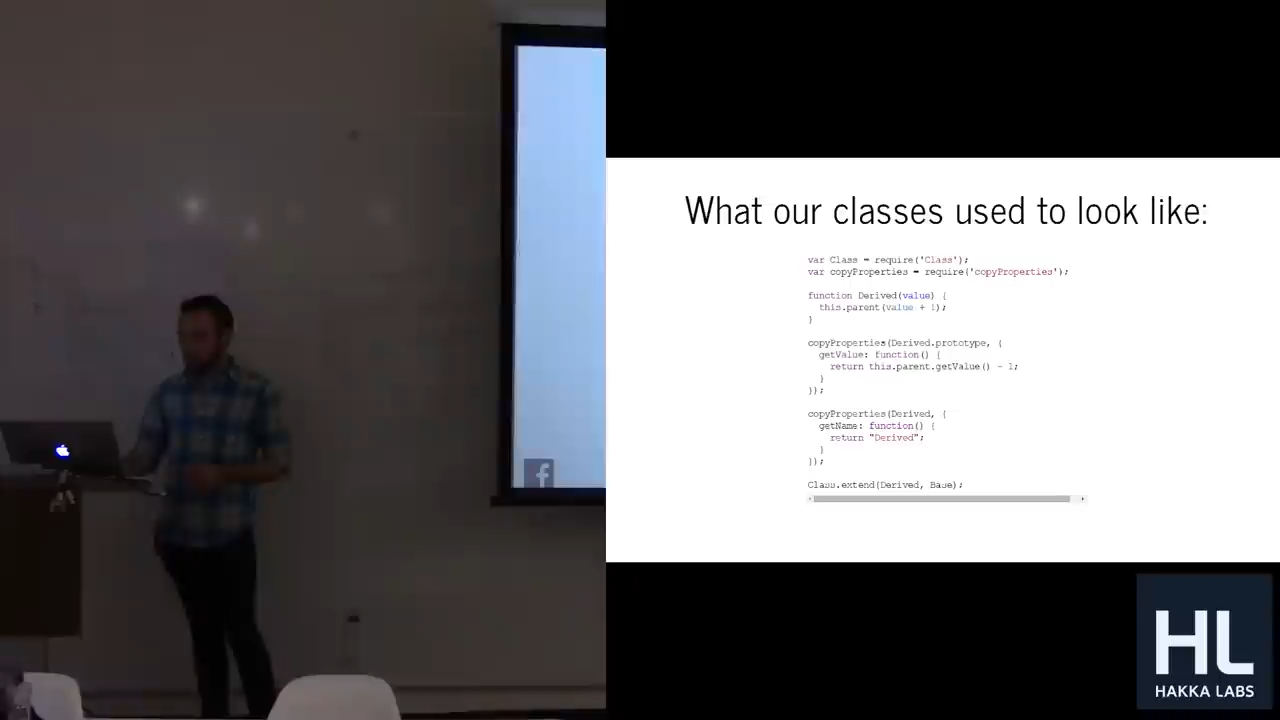 What our classes used to look like:
var Class = require('Class');
var copyProperties = require('copyProperties');
function Derived(value) {
this.parent(value + 1);
}
copyProperties(Derived.prototype, {
getValue: function() {
return this.parent.getValue() - 1;
}
});
copyProperties(Derived, {
getName: function() {
return "Derived";
}
});
Class.extend(Derived, Base);
f
HL
HAKKA LABS